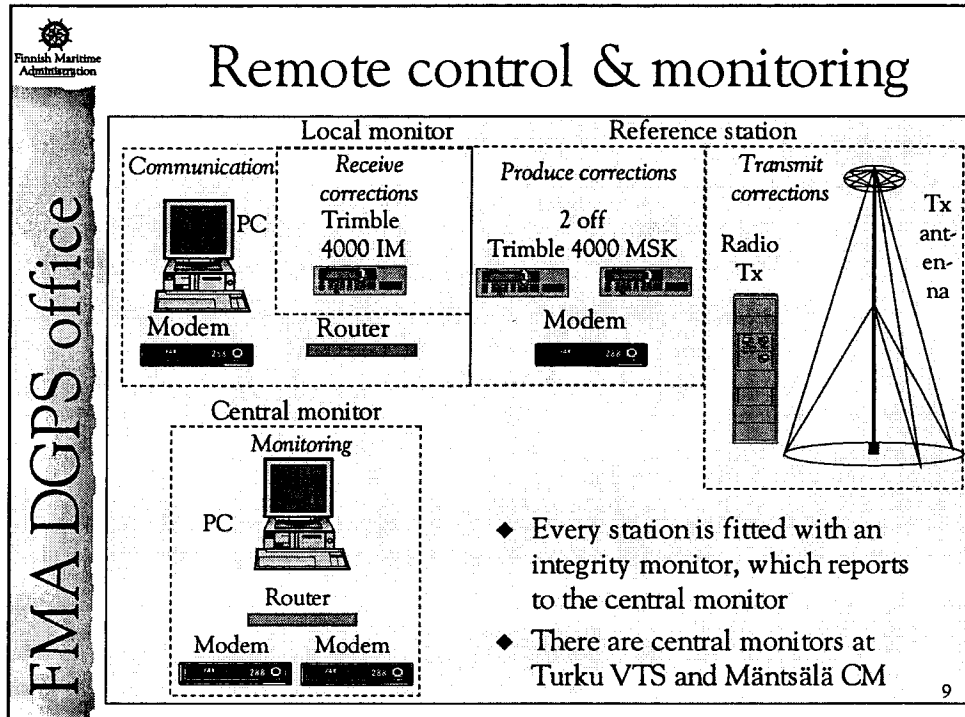 Finnish Maritime
Administration
FMA DGPS office
Remote control & monitoring
Local monitor
Reference station
Communication
PC
Modem
Receive
corrections
Trimble
4000 IM
Router
Produce corrections
2 off
Trimble 4000 MSK
Modem
Transmit
corrections
Radio
Tx
Tx
ant-
en-
na
Central monitor
Monitoring
PC
Router
Modem
Modem
◆ Every station is fitted with an
integrity monitor, which reports
to the central monitor
◆ There are central monitors at
Turku VTS and Mäntsälä CM
9